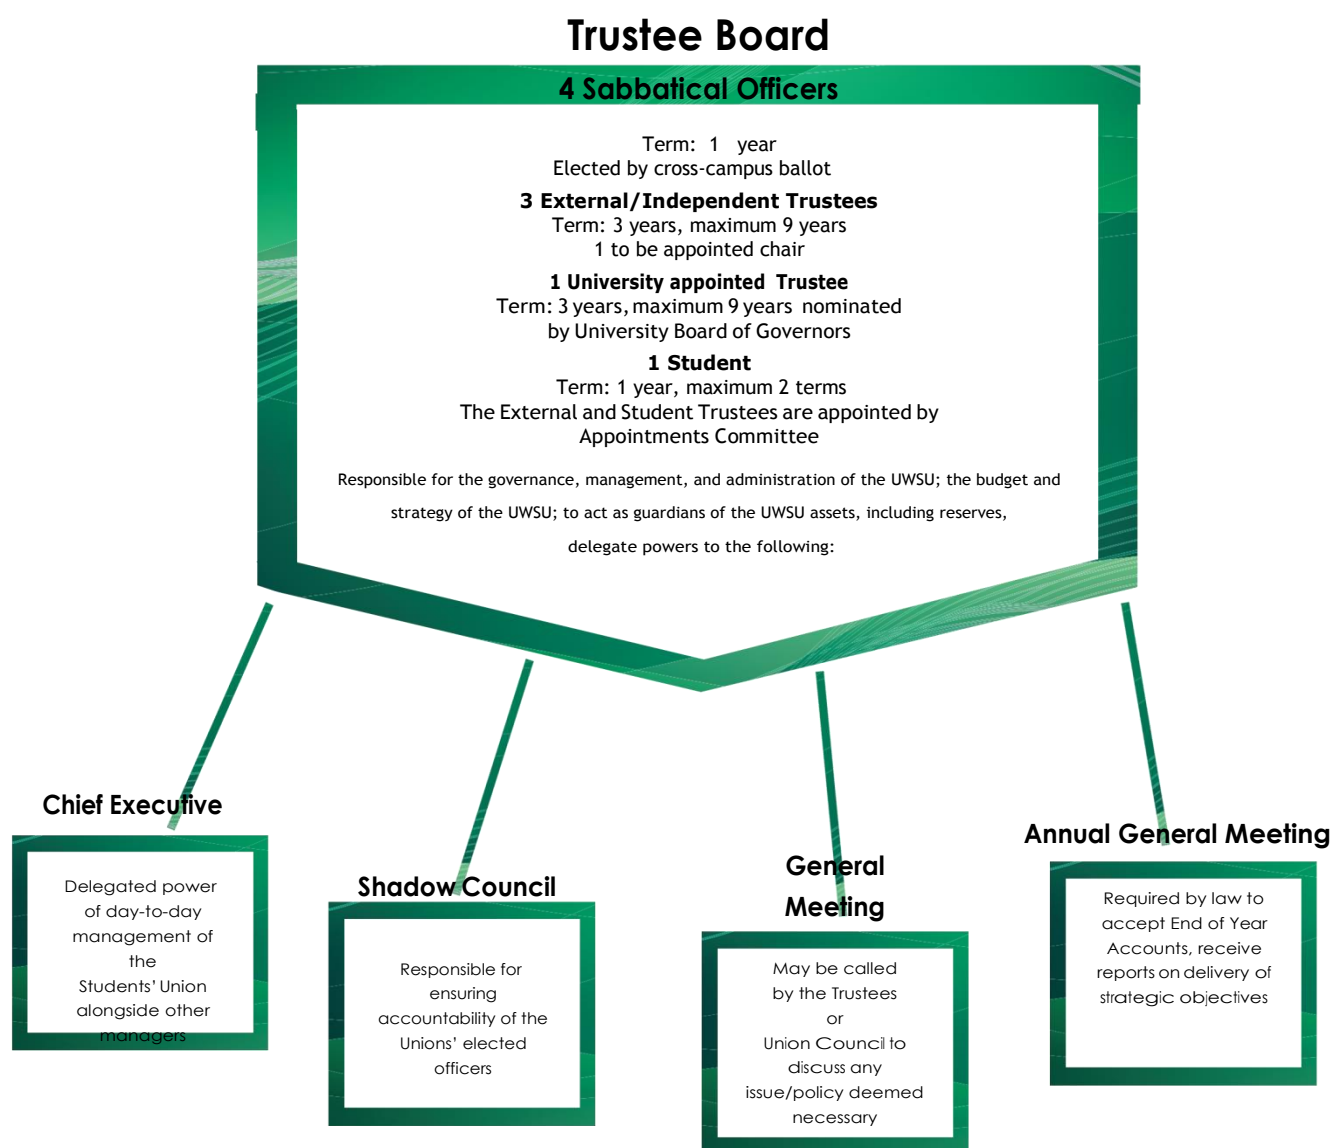 Trustee Board
4 Sabbatical Officers
Term: 1 year
Elected by cross-campus ballot
3 External/Independent Trustees
Term: 3 years, maximum 9 years
1 to be appointed chair
1 University appointed Trustee
Term: 3 years, maximum 9 years nominated
by University Board of Governors
1 Student
Term: 1 year, maximum 2 terms
The External and Student Trustees are appointed by
Appointments Committee
Responsible for the governance, management, and administration of the UWSU; the budget and
strategy of the UWSU; to act as guardians of the UWSU assets, including reserves,
delegate powers to the following:
Chief Executive
Delegated power
of day-to-day
management of
the
Students' Union
alongside other
managers
Shadow Council
Responsible for
ensuring
accountability of the
Unions' elected
officers
General
Meeting
May be called
by the Trustees
or
Union Council to
discuss any
issue/policy deemed
necessary
Annual General Meeting
Required by law to
accept End of Year
Accounts, receive
reports on delivery of
strategic objectives